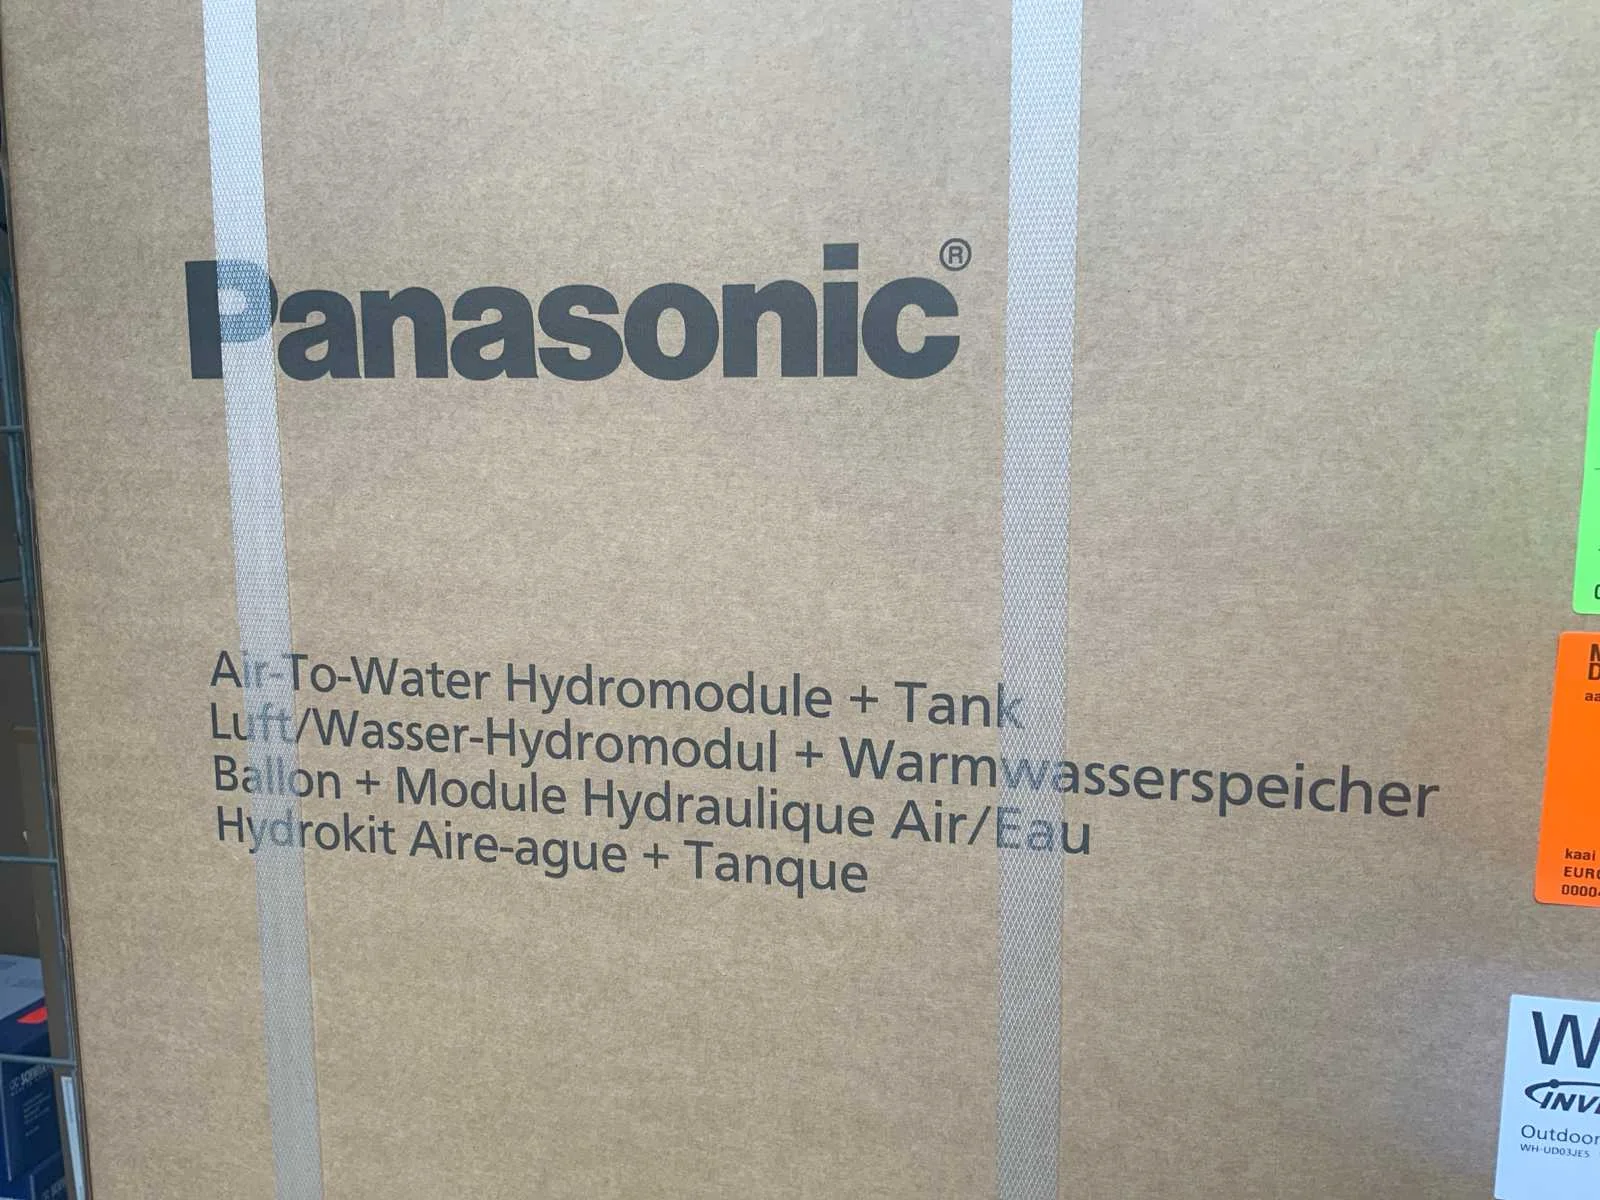 Panasonic®
Air-To-Water Hydromodule + Tank
Luft/Wasser-Hydromodul + Warmwasserspeicher
Ballon + Module Hydraulique Air/Eau
Hydrokit Aire-ague + Tanque
kaai
Outdoor
WH-UD03JE5